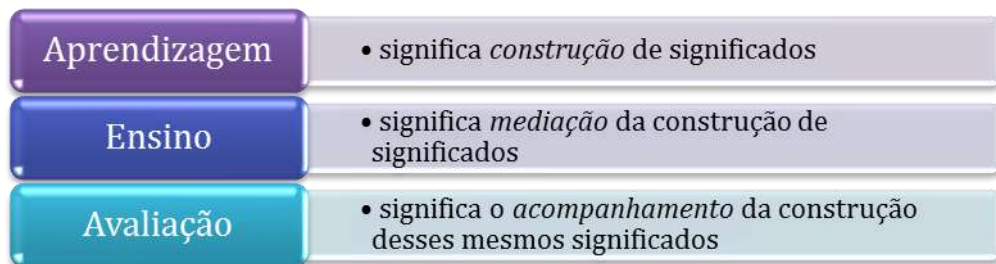 Aprendizagem
• significa construção de significados
Ensino
• significa mediação da construção de
significados
Avaliação
• significa o acompanhamento da construção
desses mesmos significados